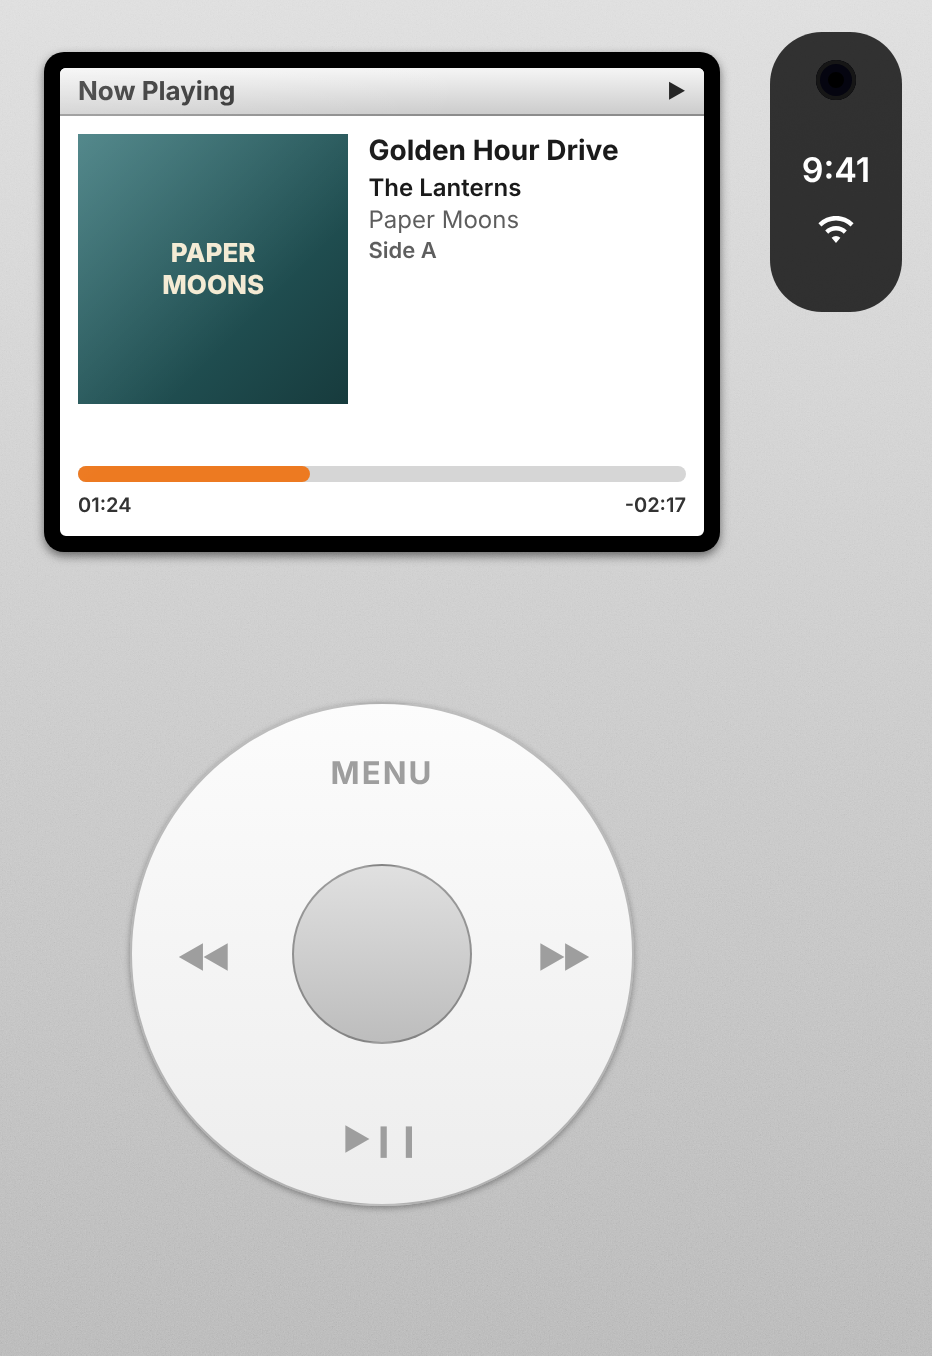 Now Playing
PAPER
MOONS
Golden Hour Drive
The Lanterns
Paper Moons
Side A
01:24
-02:17
9:41
MENU